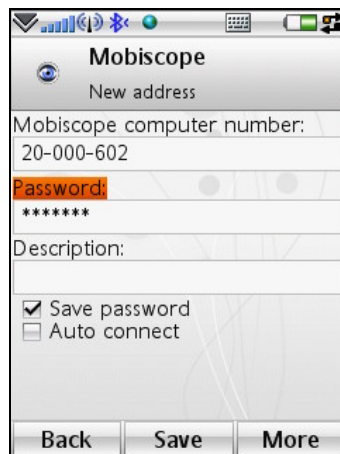 Mobiscope
New address
Mobiscope computer number:
20-000-602
Password:
*******
Description:
Save password
Auto connect
Back Save More